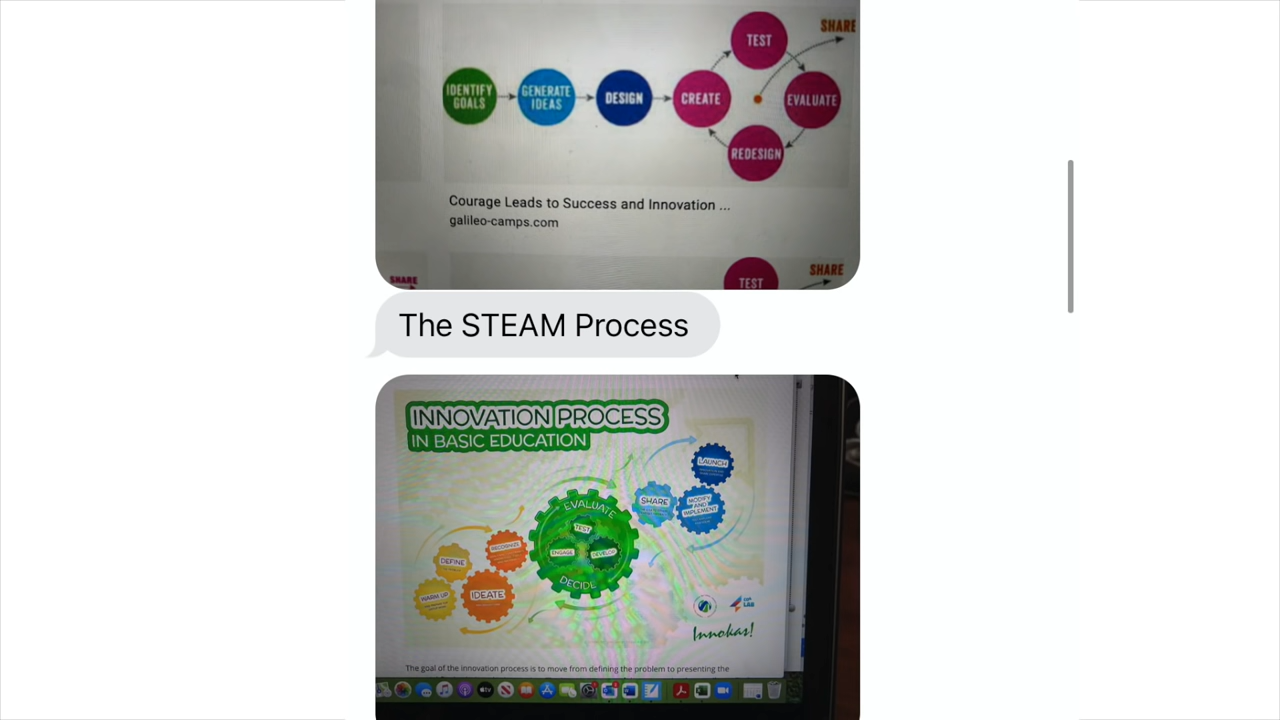 SHARE
TEST
IDENTIFY
GOALS
GENERATE
IDEAS
DESIGN
CREATE
EVALUATE
REDESIGN
Courage Leads to Success and Innovation ...
galileo-camps.com
SHARE
TEST
SHARE
The STEAM Process
INNOVATION PROCESS
IN BASIC EDUCATION
LAUNCH
SHARE
MODIFY
AND
IMPLEMENT
EVALUATE
TEST
ENGAGE
DEVELOP
DECIDE
RECOGNIZE
DEFINE
WARM UP
IDEATE
Innokas!
The goal of the innovation process is to move from defining the problem to presenting the